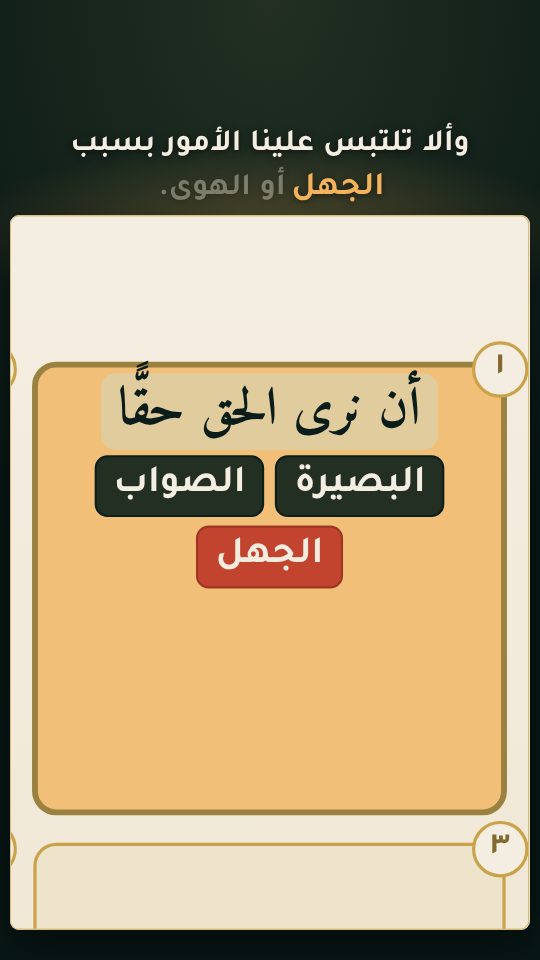 وألا تلتبس علينا الأمور بسبب
الجهل أو الهوى.
١
أن نرى الحق حقًّا
البصيرة الصواب
الجهل
٣